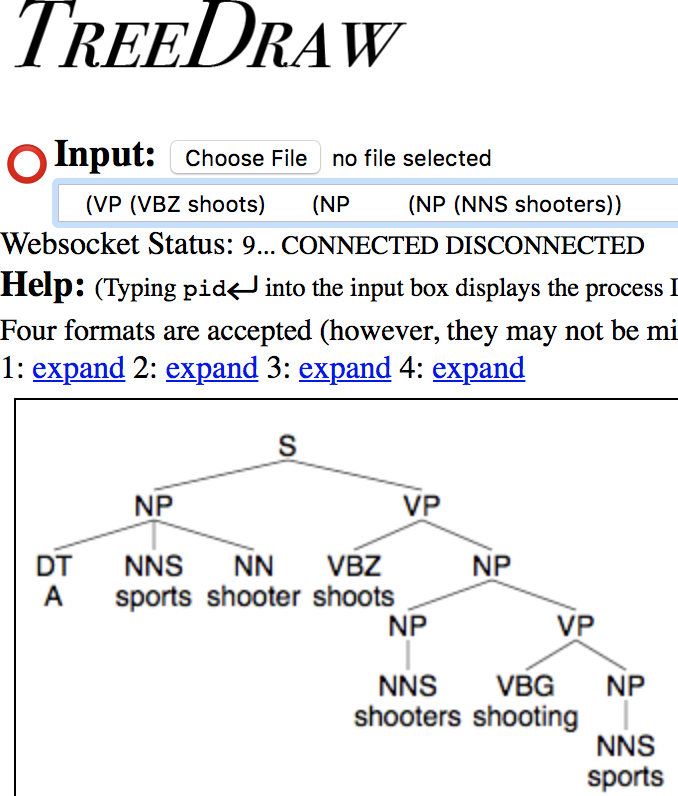 TREEDRAW
Input: Choose File no file selected
(VP (VBZ shoots) (NP (NP (NNS shooters))
Websocket Status: 9... CONNECTED DISCONNECTED
Help: (Typing pid↵ into the input box displays the process
Four formats are accepted (however, they may not be mi
1: expand 2: expand 3: expand 4: expand
S
NP VP
DT NNS NN VBZ NP
A sports shooter shoots
NP VP
NNS VBG NP
shooters shooting
NNS
sports